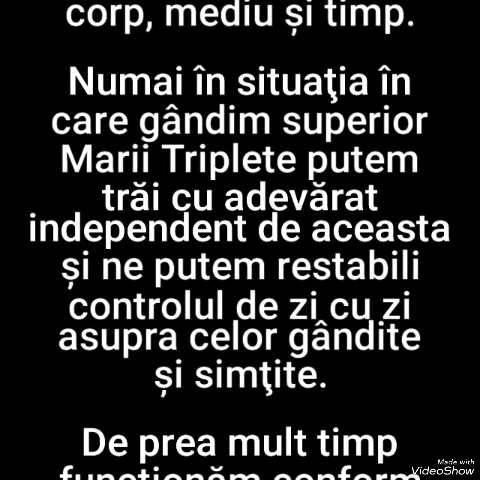 corp, mediu și timp.
Numai în situaţia în
care gândim superior
Marii Triplete putem
trăi cu adevărat
independent de aceasta
și ne putem restabili
controlul de zi cu zi
asupra celor gândite
și simţite.
De prea mult timp
funcţionăm conform
Made with
VideoShow